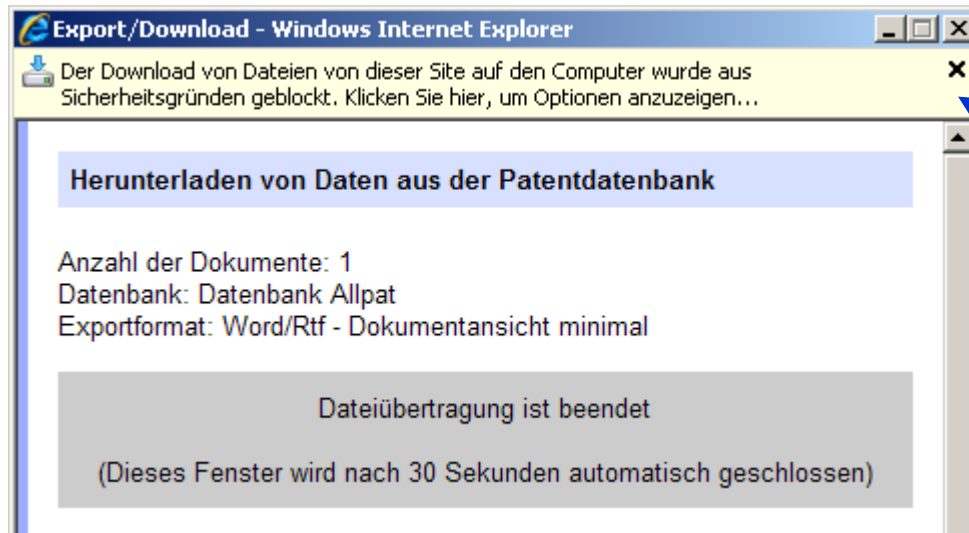 Export/Download - Windows Internet Explorer
Der Download von Dateien von dieser Site auf den Computer wurde aus
Sicherheitsgründen geblockt. Klicken Sie hier, um Optionen anzuzeigen...
Herunterladen von Daten aus der Patentdatenbank
Anzahl der Dokumente: 1
Datenbank: Datenbank Allpat
Exportformat: Word/Rtf - Dokumentansicht minimal
Dateiübertragung ist beendet
(Dieses Fenster wird nach 30 Sekunden automatisch geschlossen)